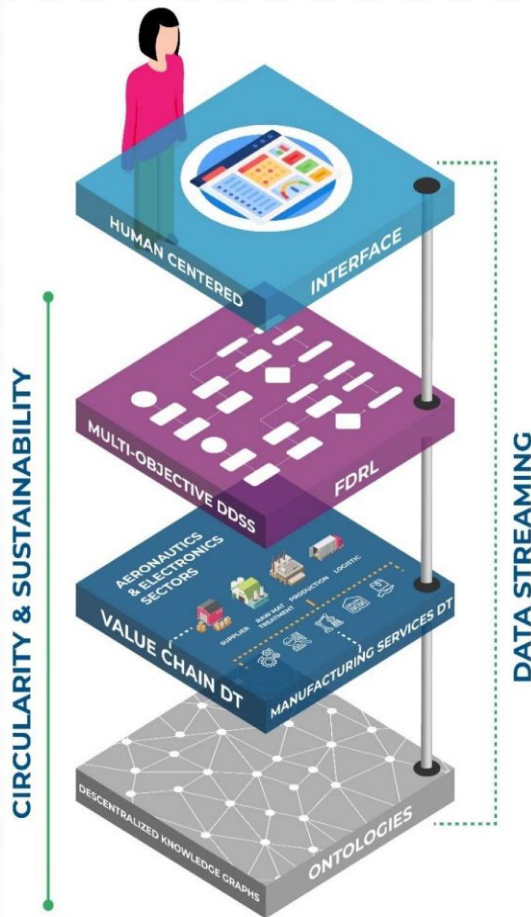 HUMAN CENTERED
INTERFACE
MULTI-OBJECTIVE DDSS
FDRL
AERONAUTICS
& ELECTRONICS
SECTORS
SUPPLIER
RAW MAT
TREATMENT
PRODUCTION
LOGISTIC
VALUE CHAIN DT
MANUFACTURING SERVICES DT
DESCENTRALIZED KNOWLEDGE GRAPHS
ONTOLOGIES
CIRCULARITY & SUSTAINABILITY
DATA STREAMING